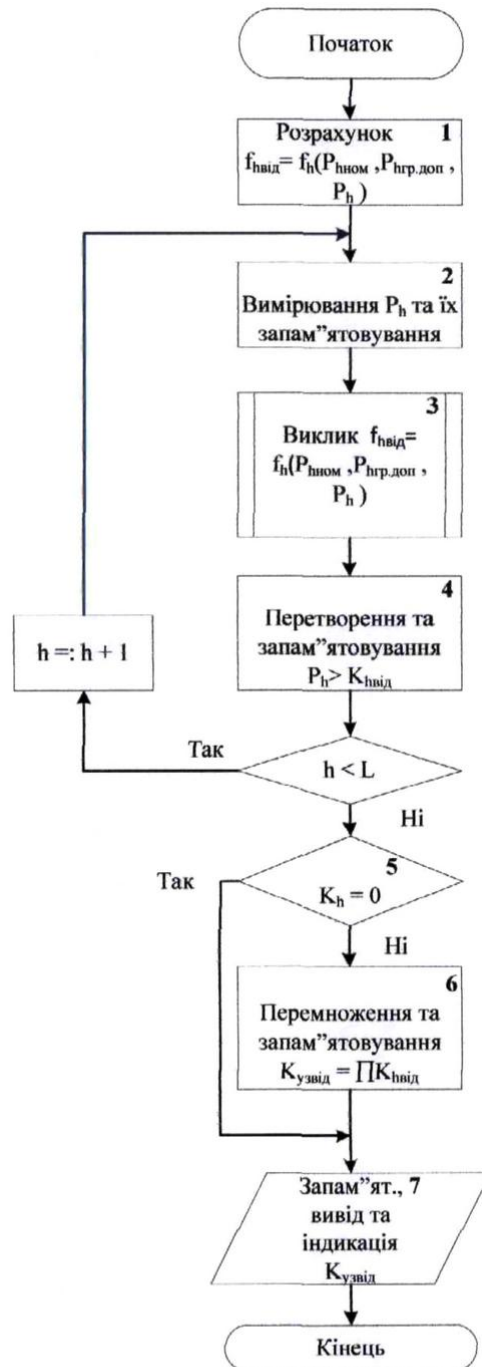 Початок
Розрахунок 1
fhвід= fh(Phном ,Phгр.доп ,
Ph )
2
Вимірювання Ph та їх
запам”ятовування
3
Виклик fhвід=
fh(Phном ,Phгр.доп ,
Ph )
4
Перетворення та
запам”ятовування
Ph> Khвід
h =: h + 1
Так
h < L
Ні
5
Так
Kh = 0
Ні
6
Перемноження та
запам”ятовування
Kузвід = ∏Khвід
Запам”ят., 7
вивід та
індикація
Kузвід
Кінець